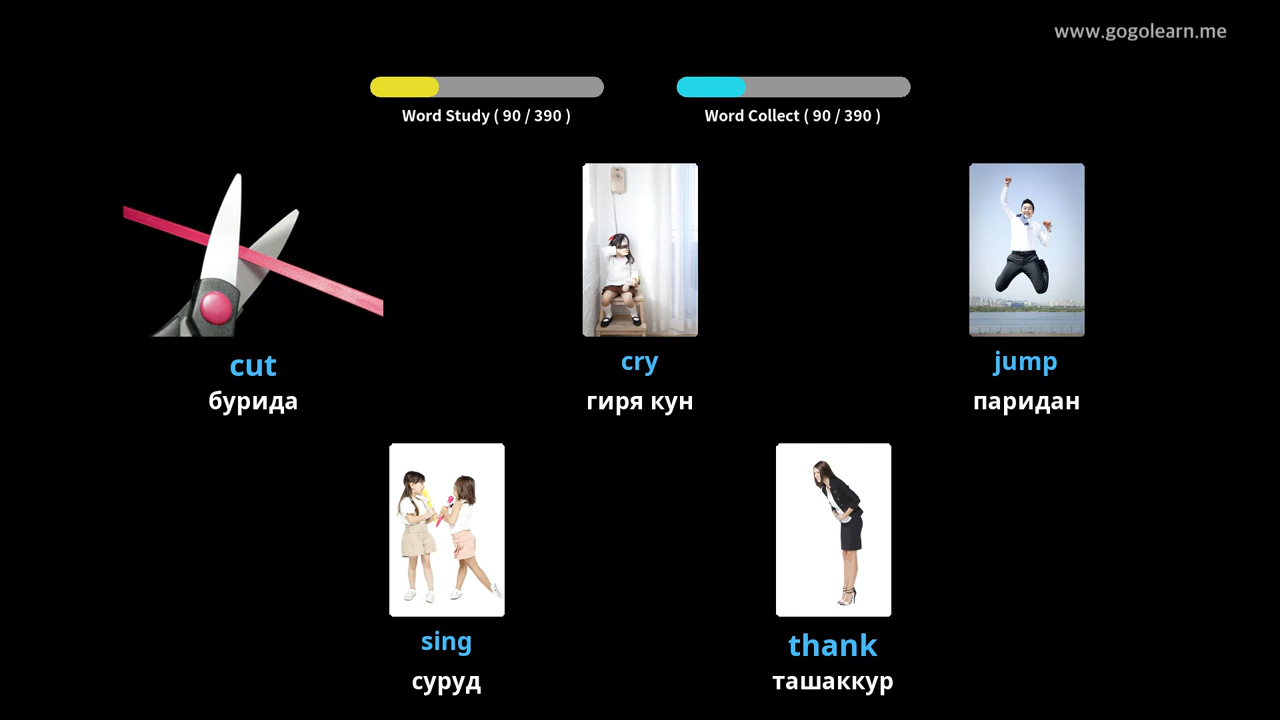 www.gogolearn.me
Word Study ( 90 / 390 )
Word Collect ( 90 / 390 )
cut
бурида
cry
гиря кун
jump
паридан
sing
суруд
thank
ташаккур